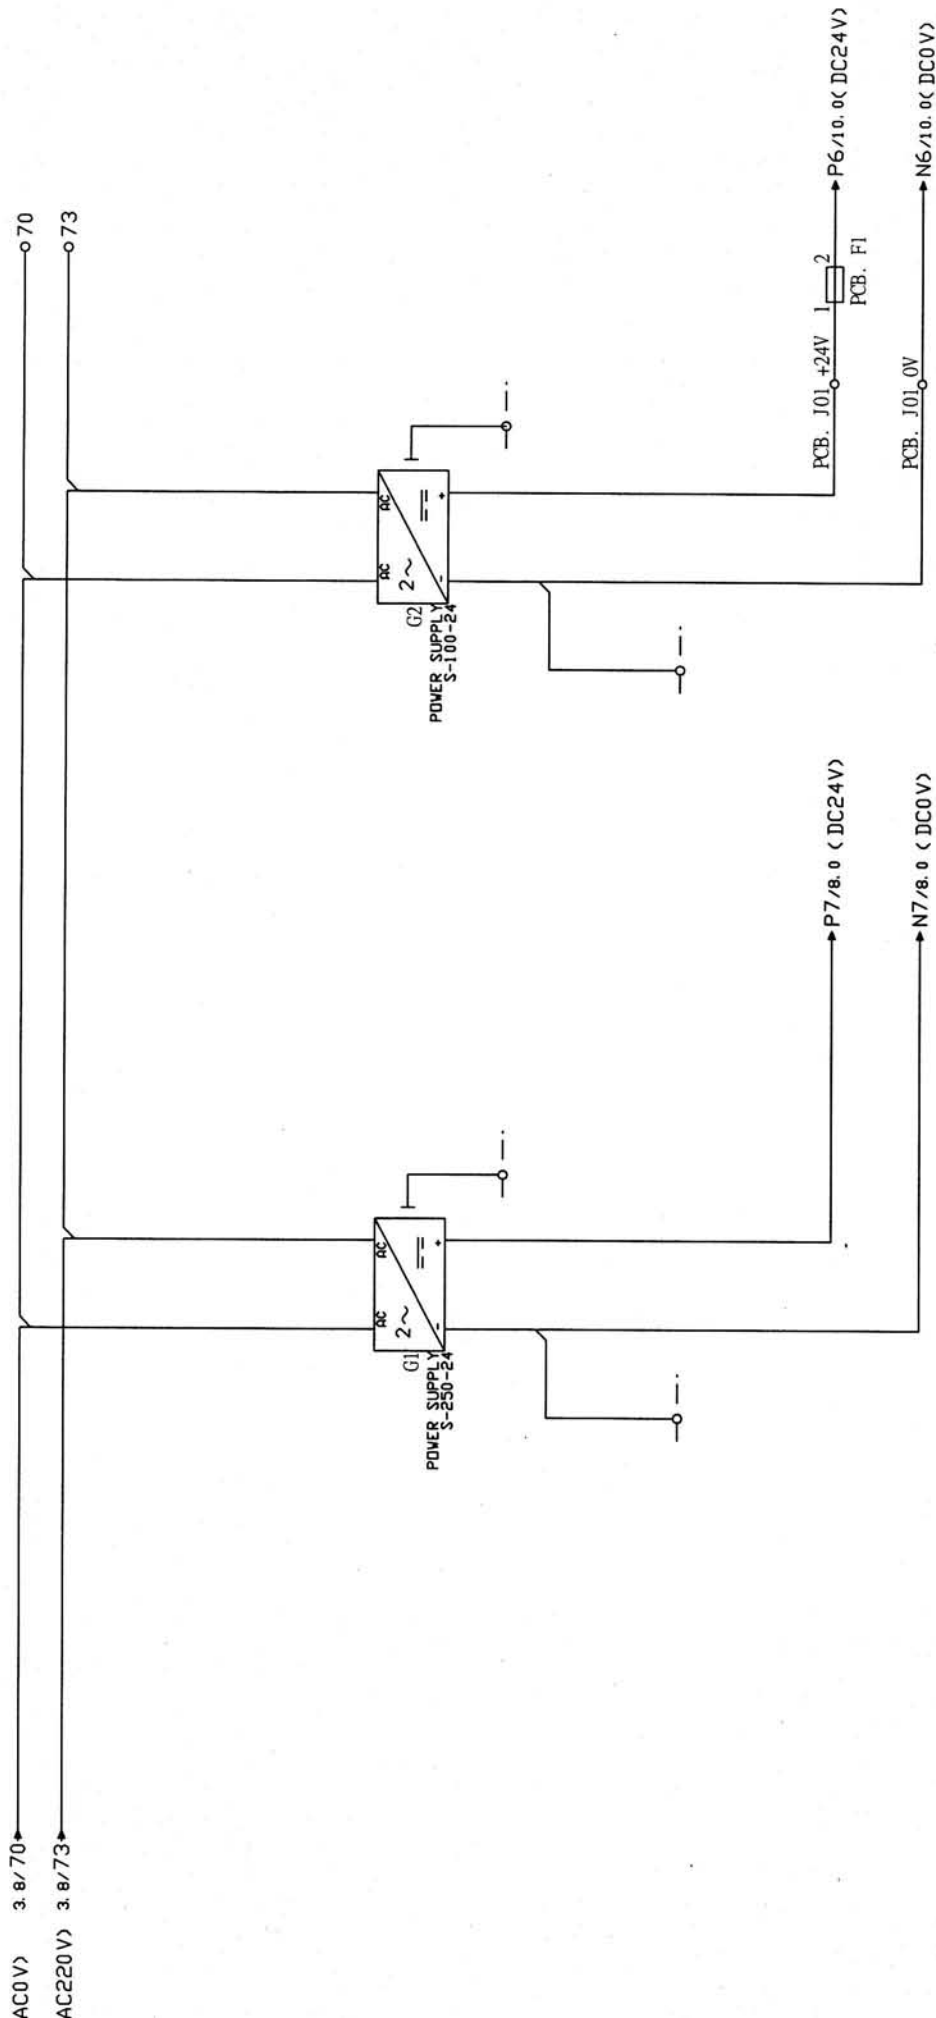 AC0V) 3.8/70
70
AC220V) 3.8/73
73
AC AC
2~
+ -
G1
POWER SUPPLY
S-250-24
P7/8.0 (DC24V)
N7/8.0 (DC0V)
AC AC
2~
+ -
G2
POWER SUPPLY
S-100-24
PCB. J01 +24V 1 2
PCB. F1
P6/10.0(DC24V)
PCB. J01 0V
N6/10.0(DC0V)